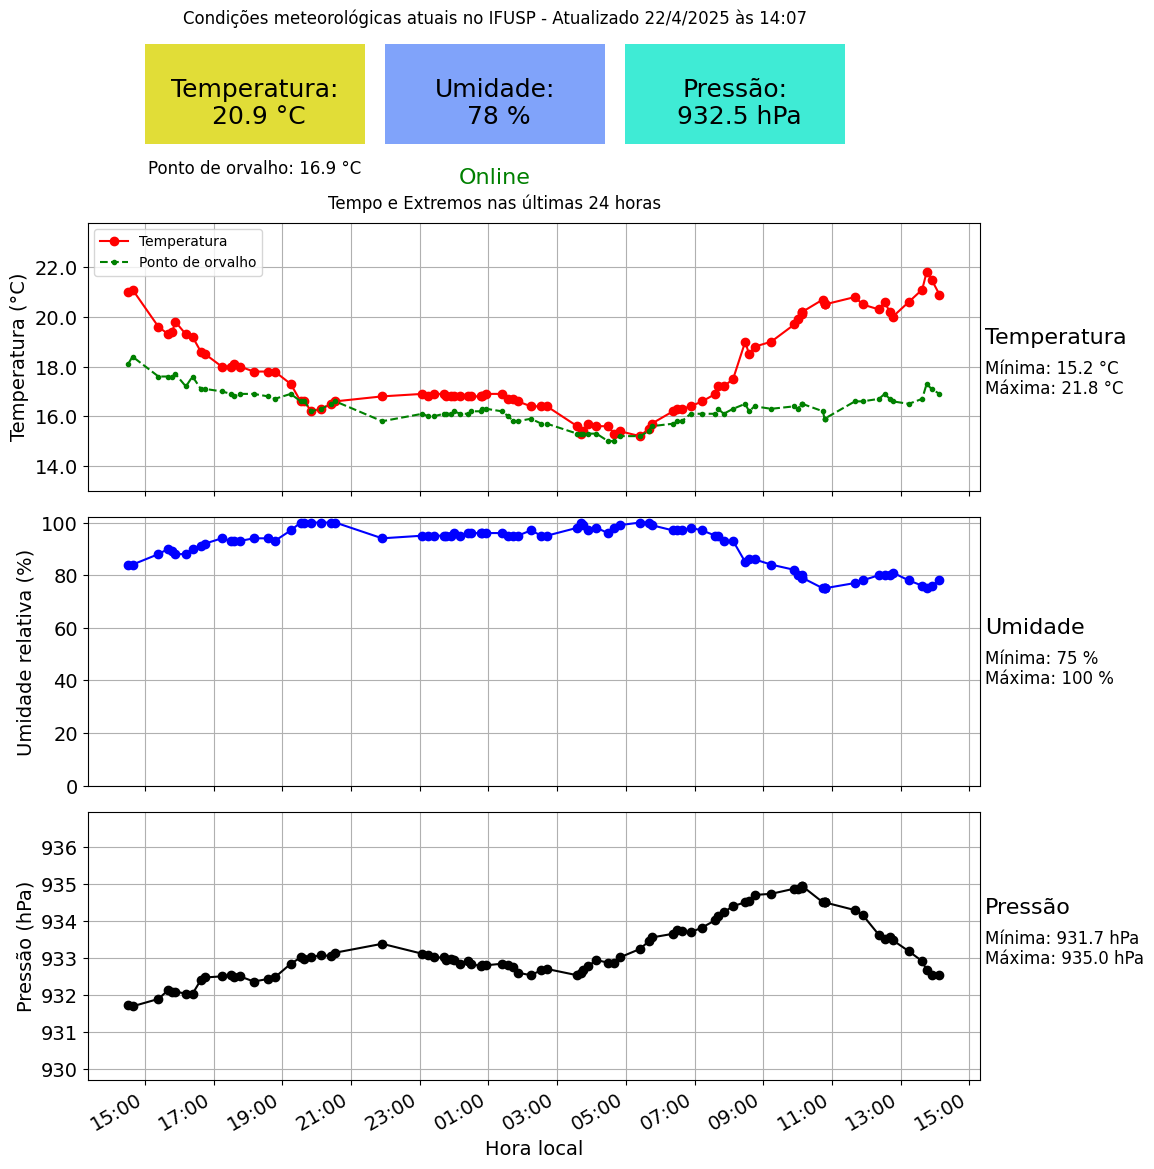 Condições meteorológicas atuais no IFUSP - Atualizado 22/4/2025 às 14:07
Temperatura:
20.9 °C
Umidade:
78 %
Pressão:
932.5 hPa
Ponto de orvalho: 16.9 °C
Online
Tempo e Extremos nas últimas 24 horas
Temperatura
Ponto de orvalho
Temperatura (°C)
22.0
20.0
18.0
16.0
14.0
Temperatura
Mínima: 15.2 °C
Máxima: 21.8 °C
Umidade relativa (%)
100
80
60
40
20
0
Umidade
Mínima: 75 %
Máxima: 100 %
Pressão (hPa)
936
935
934
933
932
931
930
Pressão
Mínima: 931.7 hPa
Máxima: 935.0 hPa
15:00
17:00
19:00
21:00
23:00
01:00
03:00
05:00
07:00
09:00
11:00
13:00
15:00
Hora local